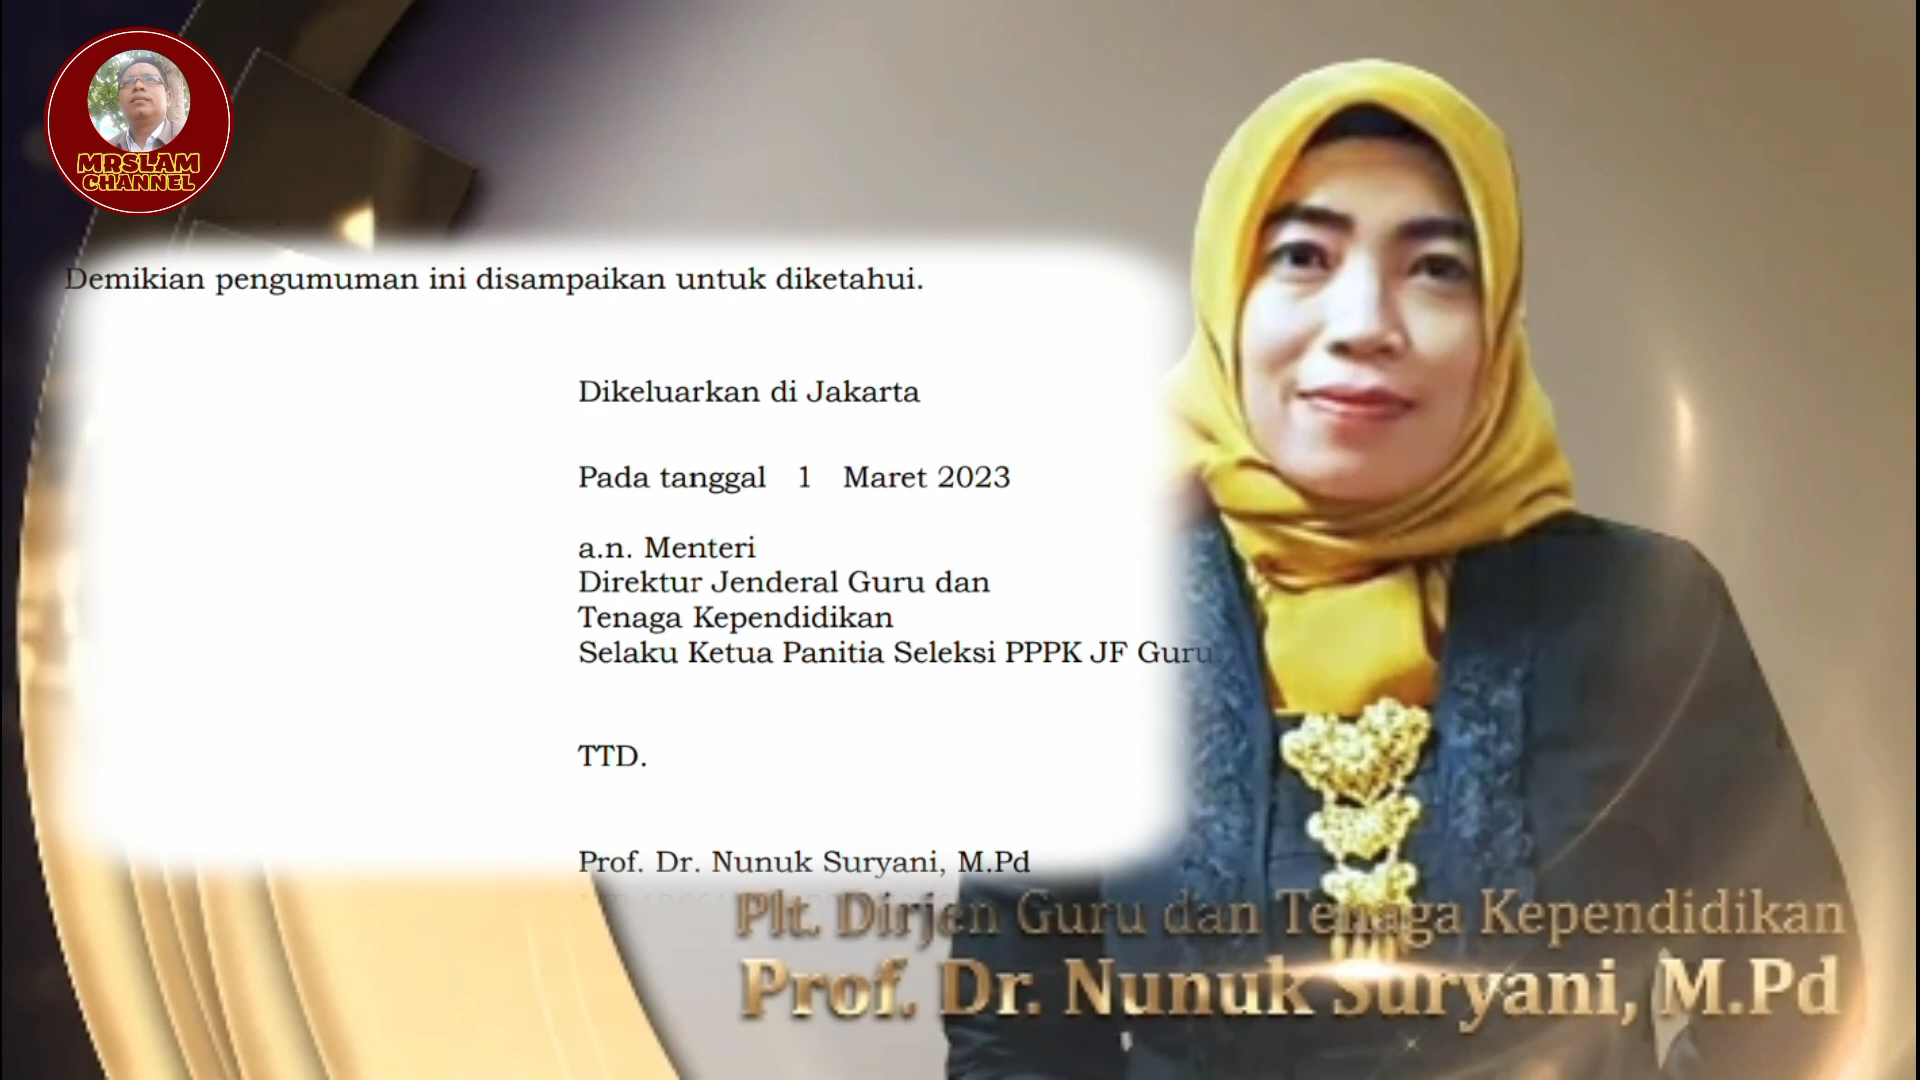 MRSLAM
CHANNEL
Demikian pengumuman ini disampaikan untuk diketahui.
Dikeluarkan di Jakarta
Pada tanggal 1 Maret 2023
a.n. Menteri
Direktur Jenderal Guru dan
Tenaga Kependidikan
Selaku Ketua Panitia Seleksi PPPK JF Guru
TTD.
Prof. Dr. Nunuk Suryani, M.Pd
Plt. Dirjen Guru dan Tenaga Kependidikan
Prof. Dr. Nunuk Suryani, M.Pd